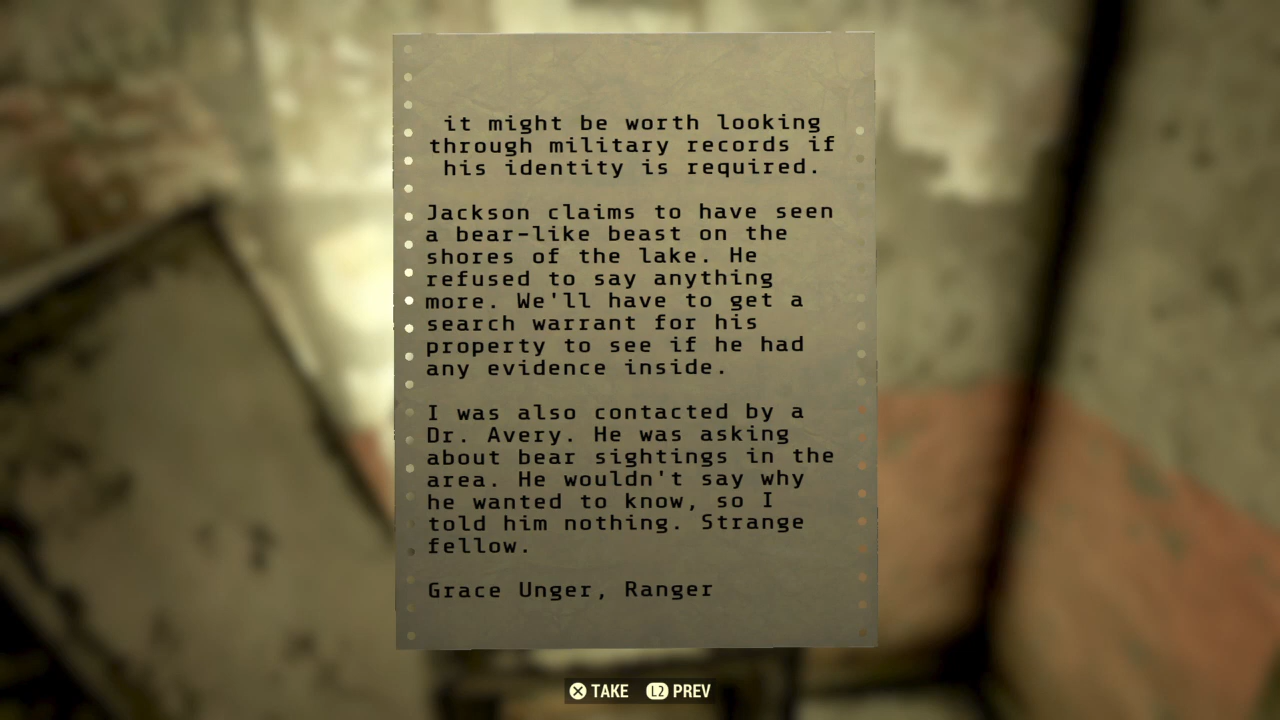 it might be worth looking
through military records if
his identity is required.
Jackson claims to have seen
a bear-like beast on the
shores of the lake. He
refused to say anything
more. We'll have to get a
search warrant for his
property to see if he had
any evidence inside.
I was also contacted by a
Dr. Avery. He was asking
about bear sightings in the
area. He wouldn't say why
he wanted to know, so I
told him nothing. Strange
fellow.
Grace Unger, Ranger
TAKE L2 PREV